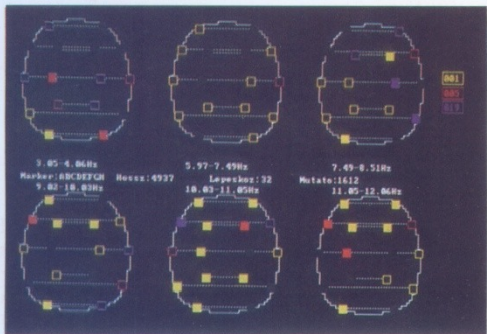 001
005
3.05-4.06Hz 5.97-7.49Hz 7.49-8.51Hz
Marker:ABCDEFGH Hossz:4937 Lepeskoz:32 Mutato:1612
9.02-10.03Hz 10.03-11.05Hz 11.05-12.06Hz